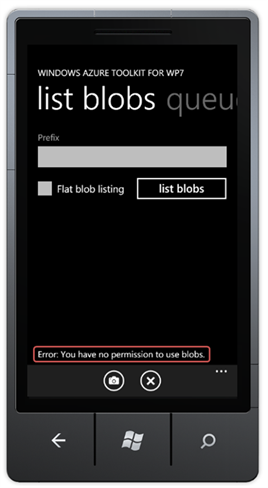 WINDOWS AZURE TOOLKIT FOR WP7
list blobs queu
Prefix
Flat blob listing
list blobs
Error: You have no permission to use blobs.